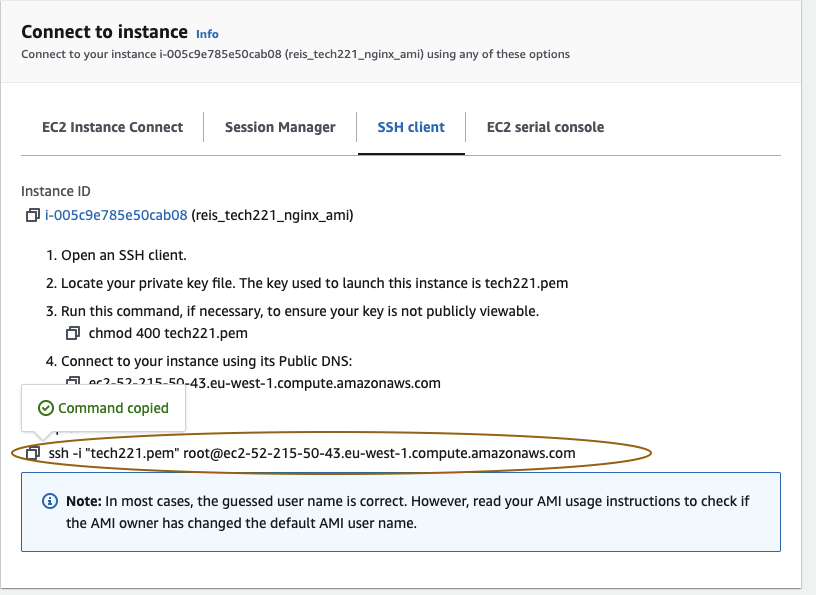 Connect to instance Info
Connect to your instance i-005c9e785e50cab08 (reis_tech221_nginx_ami) using any of these options
EC2 Instance Connect
Session Manager
SSH client
EC2 serial console
Instance ID
i-005c9e785e50cab08 (reis_tech221_nginx_ami)
1. Open an SSH client.
2. Locate your private key file. The key used to launch this instance is tech221.pem
3. Run this command, if necessary, to ensure your key is not publicly viewable.
chmod 400 tech221.pem
4. Connect to your instance using its Public DNS:
ec2-52-215-50-43.eu-west-1.compute.amazonaws.com
Command copied
ssh -i "tech221.pem" root@ec2-52-215-50-43.eu-west-1.compute.amazonaws.com
Note: In most cases, the guessed user name is correct. However, read your AMI usage instructions to check if
the AMI owner has changed the default AMI user name.